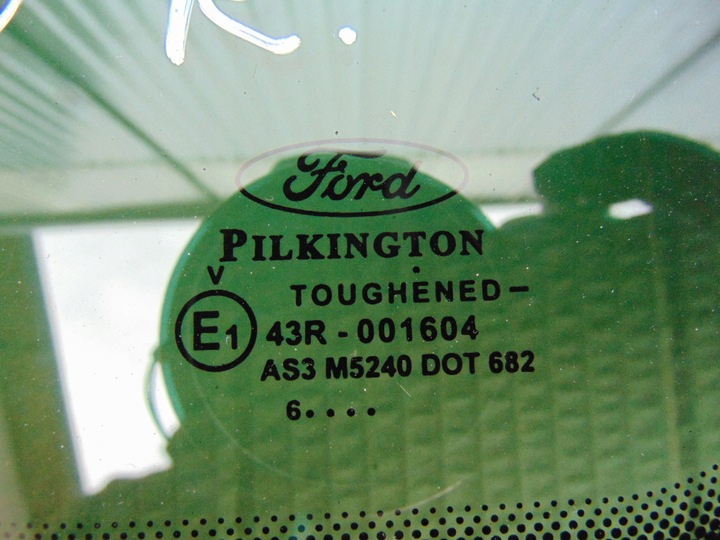 R.
Ford
PILKINGTON
V .
TOUGHENED –
E1 43R - 001604
AS3 M5240 DOT 682
6....